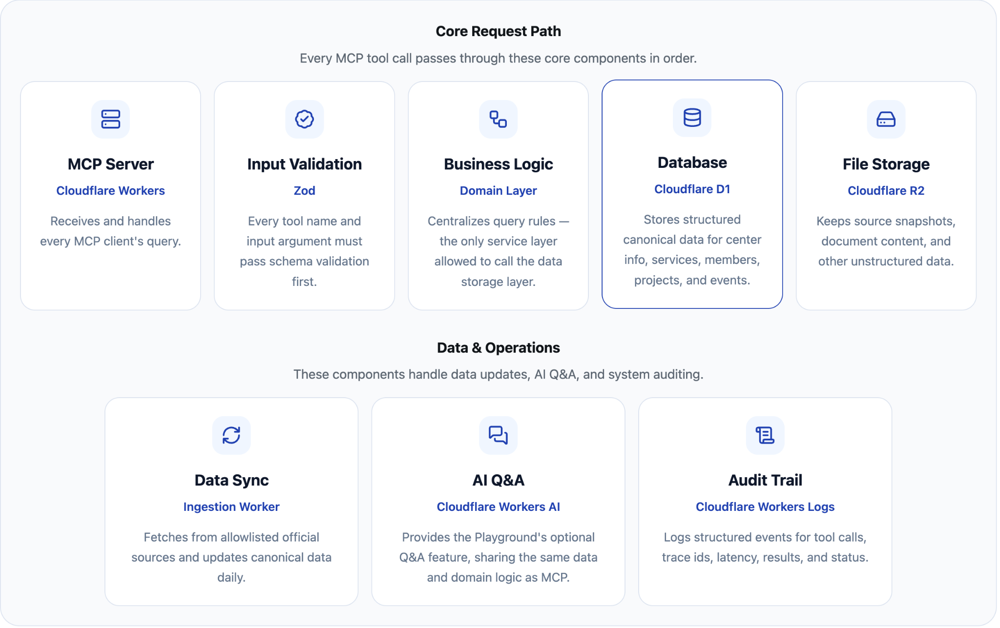 Core Request Path
Every MCP tool call passes through these core components in order.
MCP Server
Cloudflare Workers
Receives and handles
every MCP client's query.
Input Validation
Zod
Every tool name and
input argument must
pass schema validation
first.
Business Logic
Domain Layer
Centralizes query rules —
the only service layer
allowed to call the data
storage layer.
Database
Cloudflare D1
Stores structured
canonical data for center
info, services, members,
projects, and events.
File Storage
Cloudflare R2
Keeps source snapshots,
document content, and
other unstructured data.
Data & Operations
These components handle data updates, AI Q&A, and system auditing.
Data Sync
Ingestion Worker
Fetches from allowlisted official
sources and updates canonical data
daily.
AI Q&A
Cloudflare Workers AI
Provides the Playground's optional
Q&A feature, sharing the same data
and domain logic as MCP.
Audit Trail
Cloudflare Workers Logs
Logs structured events for tool calls,
trace ids, latency, results, and status.